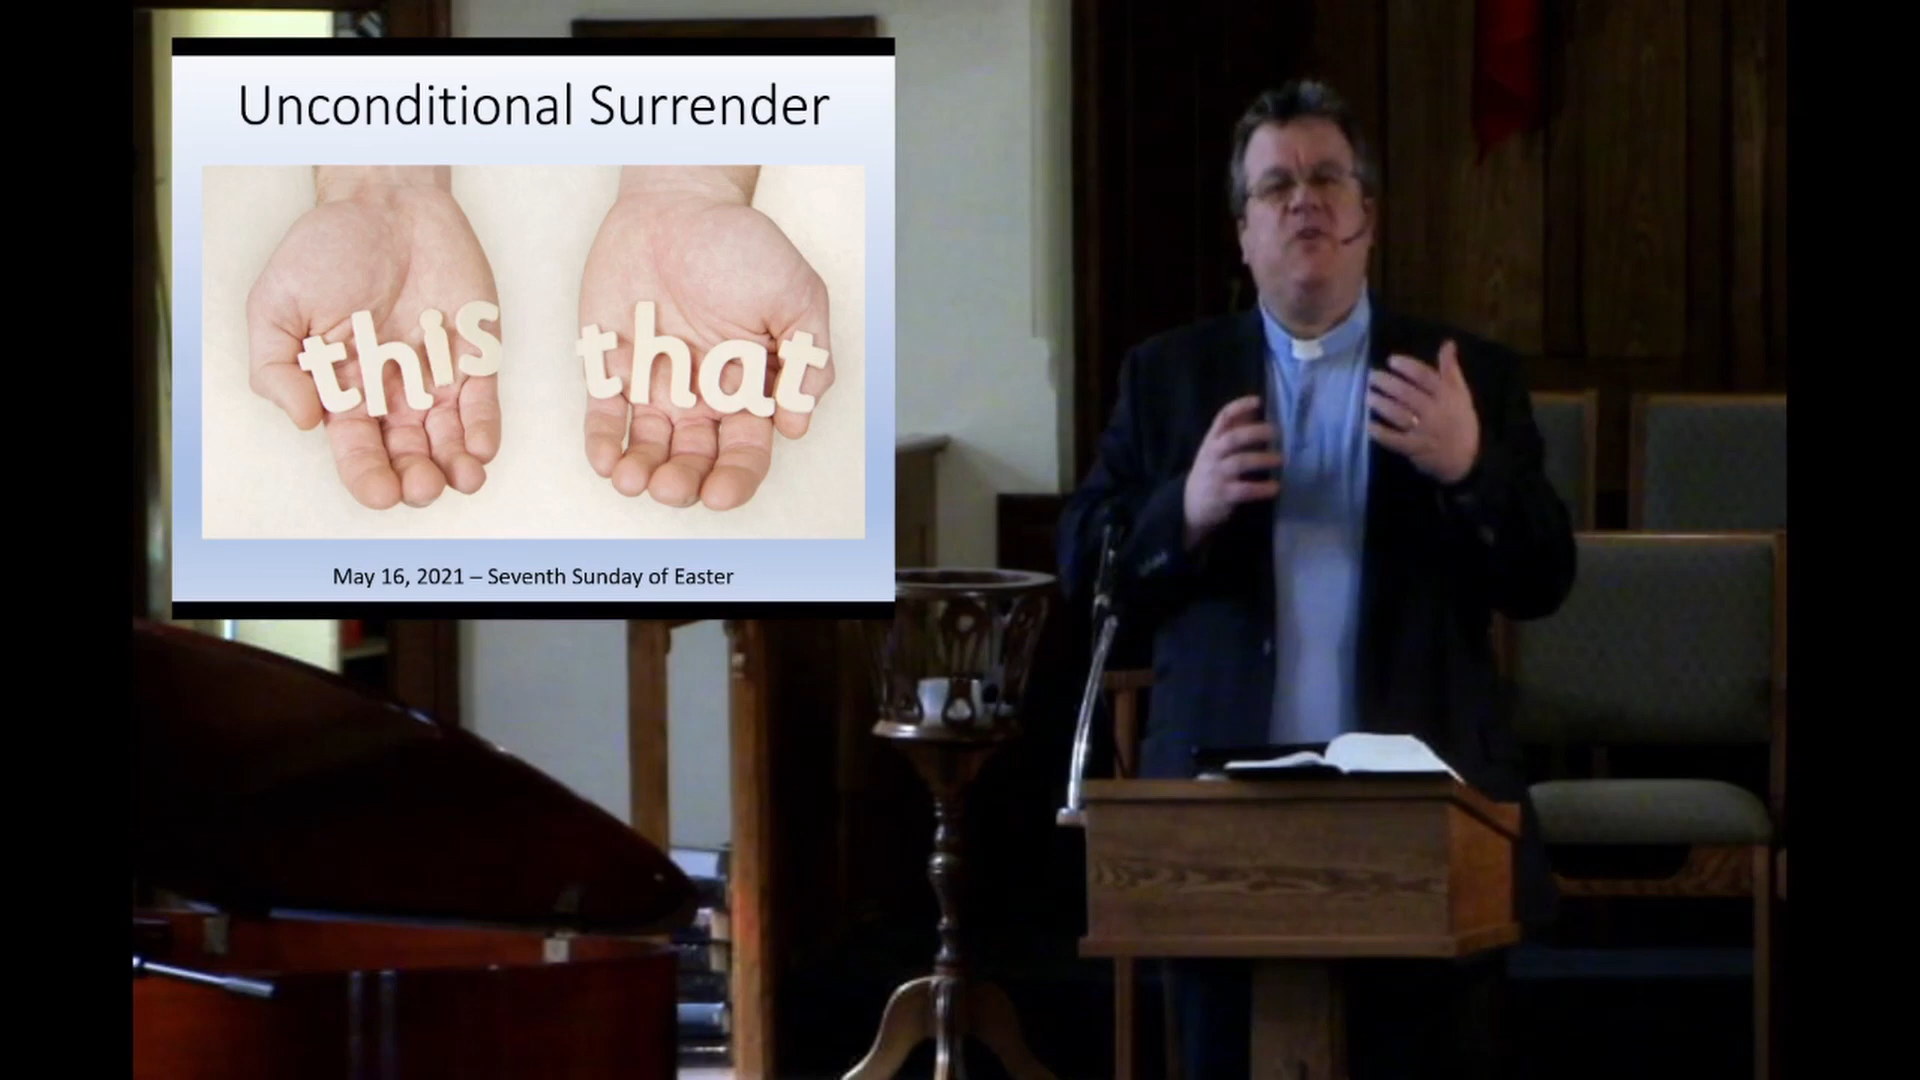 Unconditional Surrender
this that
May 16, 2021 – Seventh Sunday of Easter